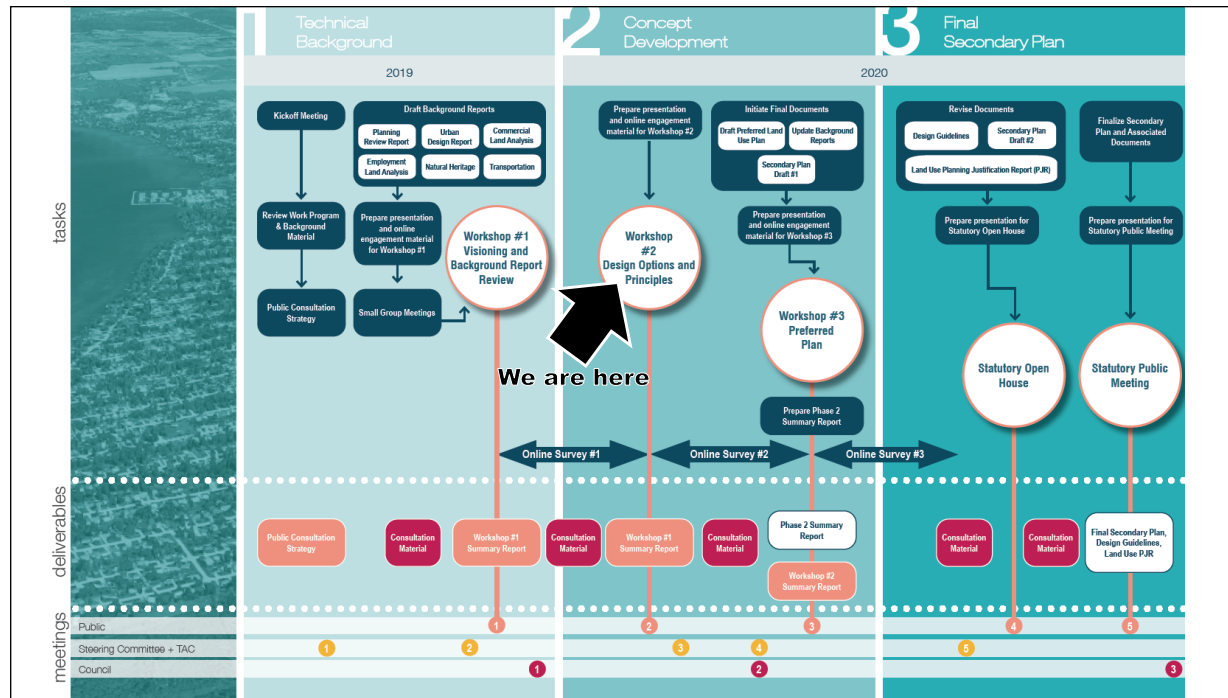 1 Technical
Background
2 Concept
Development
3 Final
Secondary Plan
2019
2020
tasks
Kickoff Meeting
Review Work Program
& Background
Material
Public Consultation
Strategy
Draft Background Reports
Planning
Review Report
Urban
Design Report
Commercial
Land Analysis
Employment
Land Analysis
Natural Heritage
Transportation
Prepare presentation
and online
engagement material
for Workshop #1
Small Group Meetings
Workshop #1
Visioning and
Background Report
Review
Prepare presentation
and online engagement
material for Workshop #2
Workshop
#2
Design Options and
Principles
We are here
Initiate Final Documents
Draft Preferred Land
Use Plan
Update Background
Reports
Secondary Plan
Draft #1
Prepare presentation
and online engagement
material for Workshop #3
Workshop #3
Preferred
Plan
Prepare Phase 2
Summary Report
Revise Documents
Design Guidelines
Secondary Plan
Draft #2
Land Use Planning Justification Report (PJR)
Prepare presentation for
Statutory Open House
Statutory Open
House
Finalize Secondary
Plan and Associated
Documents
Prepare presentation for
Statutory Public Meeting
Statutory Public
Meeting
Online Survey #1
Online Survey #2
Online Survey #3
deliverables
Public Consultation
Strategy
Consultation
Material
Workshop #1
Summary Report
Consultation
Material
Workshop #1
Summary Report
Consultation
Material
Phase 2 Summary
Report
Workshop #2
Summary Report
Consultation
Material
Consultation
Material
Final Secondary Plan,
Design Guidelines,
Land Use PJR
meetings
Public 1 2 3 4 5
Steering Committee + TAC 1 2 3 4 5
Council 1 2 3